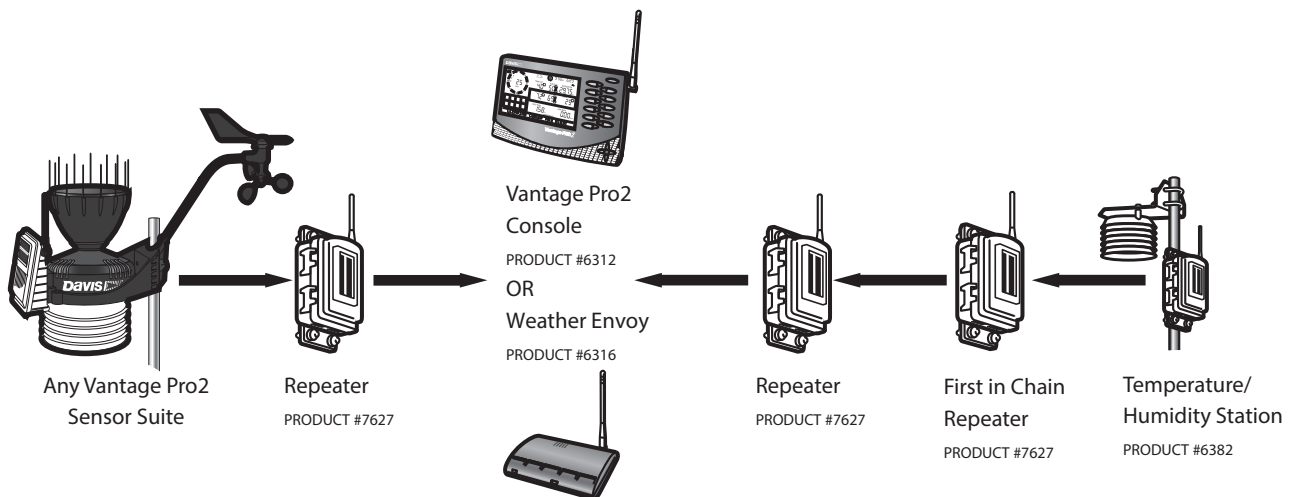 Vantage Pro2
Console
PRODUCT #6312
OR
Weather Envoy
PRODUCT #6316
DAVIS
Any Vantage Pro2
Sensor Suite
Repeater
PRODUCT #7627
Repeater
PRODUCT #7627
First in Chain
Repeater
PRODUCT #7627
Temperature/
Humidity Station
PRODUCT #6382